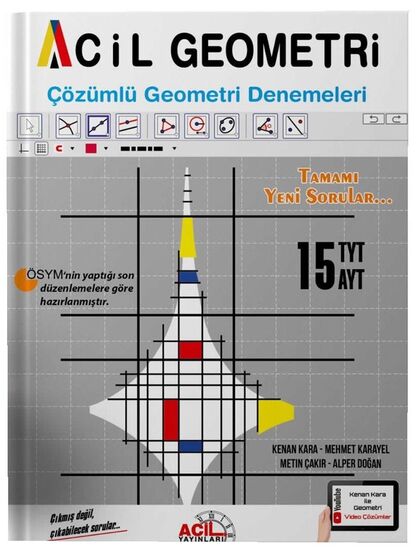 ACİL GEOMETRİ
Çözümlü Geometri Denemeleri
TAMAMI
YENİ SORULAR...
15 TYT
AYT
ÖSYM'nin yaptığı son
düzenlemelere göre
hazırlanmıştır.
KENAN KARA - MEHMET KARAYEL
METİN ÇAKIR - ALPER DOĞAN
Çıkmış değil,
çıkabilecek sorular...
ACİL
YAYINLARI
YouTube
Kenan Kara
ile
Geometri
Video Çözümler